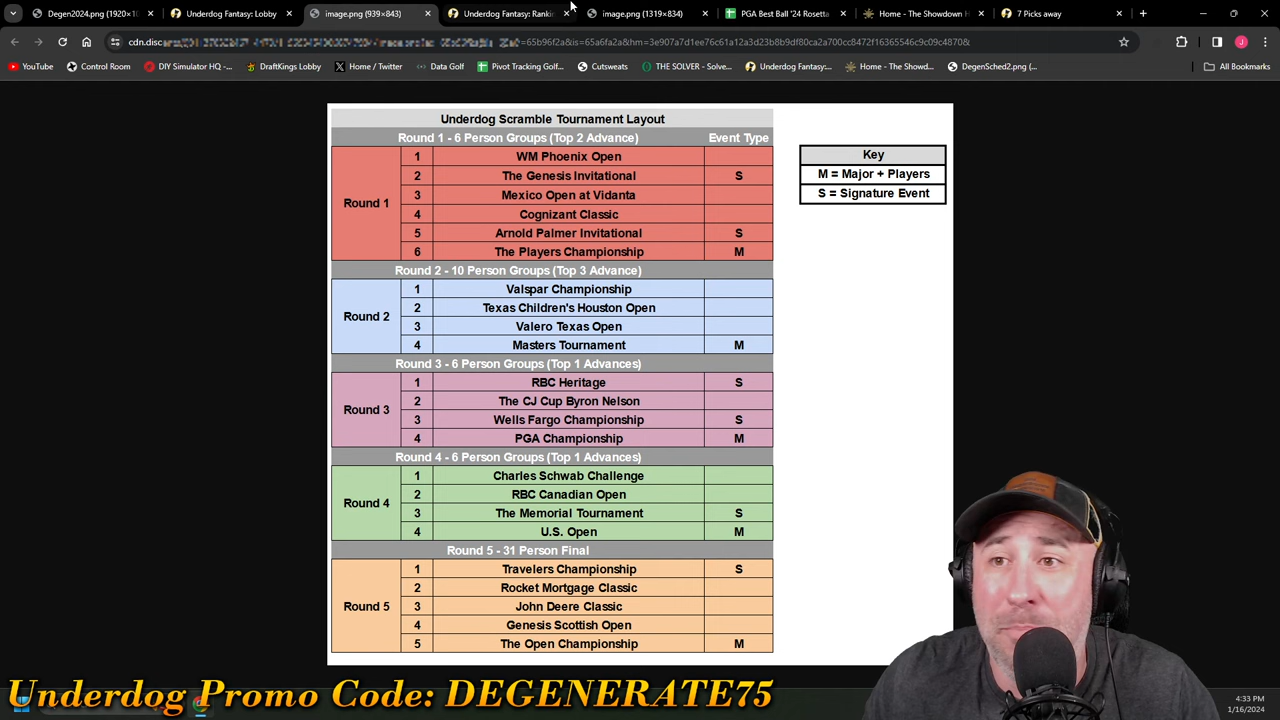 Degen2024.png (1920×10
Underdog Fantasy: Lobby
image.png (939×843)
Underdog Fantasy: Rankin
image.png (1319×834)
PGA Best Ball '24 Rosetta
Home - The Showdown H
7 Picks away
cdn.disc
=65b96f2a&is=65a6fa2a&hm=3e907a7d1ee76c61a12a3d23b8b9df80ca2a700cc8472f16365546c9c09c4870&
YouTube
Control Room
DIY Simulator HQ -...
DraftKings Lobby
Home / Twitter
Data Golf
Pivot Tracking Golf...
Cutsweats
THE SOLVER - Solve...
Underdog Fantasy:...
Home - The Showd...
DegenSched2.png (...
All Bookmarks
Underdog Scramble Tournament Layout
Round 1 - 6 Person Groups (Top 2 Advance) Event Type
Round 1
1 WM Phoenix Open
2 The Genesis Invitational S
3 Mexico Open at Vidanta
4 Cognizant Classic
5 Arnold Palmer Invitational S
6 The Players Championship M
Round 2 - 10 Person Groups (Top 3 Advance)
Round 2
1 Valspar Championship
2 Texas Children's Houston Open
3 Valero Texas Open
4 Masters Tournament M
Round 3 - 6 Person Groups (Top 1 Advances)
Round 3
1 RBC Heritage S
2 The CJ Cup Byron Nelson
3 Wells Fargo Championship S
4 PGA Championship M
Round 4 - 6 Person Groups (Top 1 Advances)
Round 4
1 Charles Schwab Challenge
2 RBC Canadian Open
3 The Memorial Tournament S
4 U.S. Open M
Round 5 - 31 Person Final
Round 5
1 Travelers Championship S
2 Rocket Mortgage Classic
3 John Deere Classic
4 Genesis Scottish Open
5 The Open Championship M
Key
M = Major + Players
S = Signature Event
Underdog Promo Code: DEGENERATE75
4:33 PM
1/16/2024